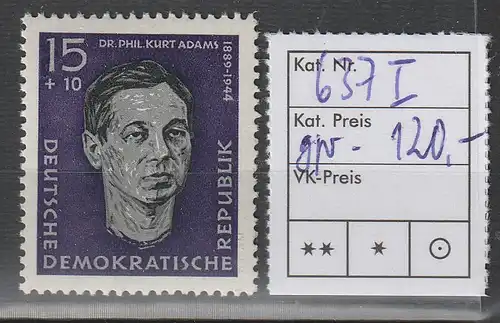 15
+ 10
DR. PHIL. KURT ADAMS
1889-1944
DEUTSCHE
DEMOKRATISCHE
REPUBLIK
Kat. Nr.
637 I
Kat. Preis
gpr - 120,-
VK-Preis
** * ⊙